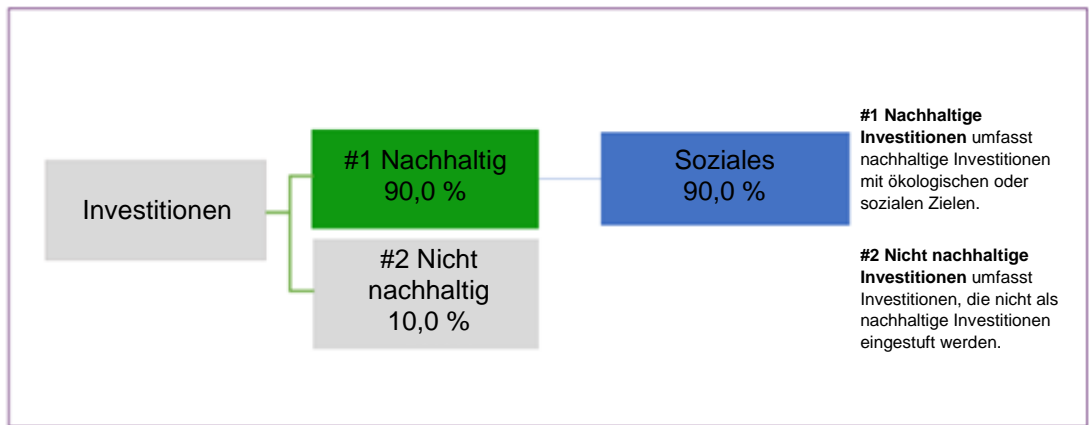 Investitionen
#1 Nachhaltig
90,0 %
#2 Nicht
nachhaltig
10,0 %
Soziales
90,0 %
#1 Nachhaltige
Investitionen umfasst
nachhaltige Investitionen
mit ökologischen oder
sozialen Zielen.
#2 Nicht nachhaltige
Investitionen umfasst
Investitionen, die nicht als
nachhaltige Investitionen
eingestuft werden.